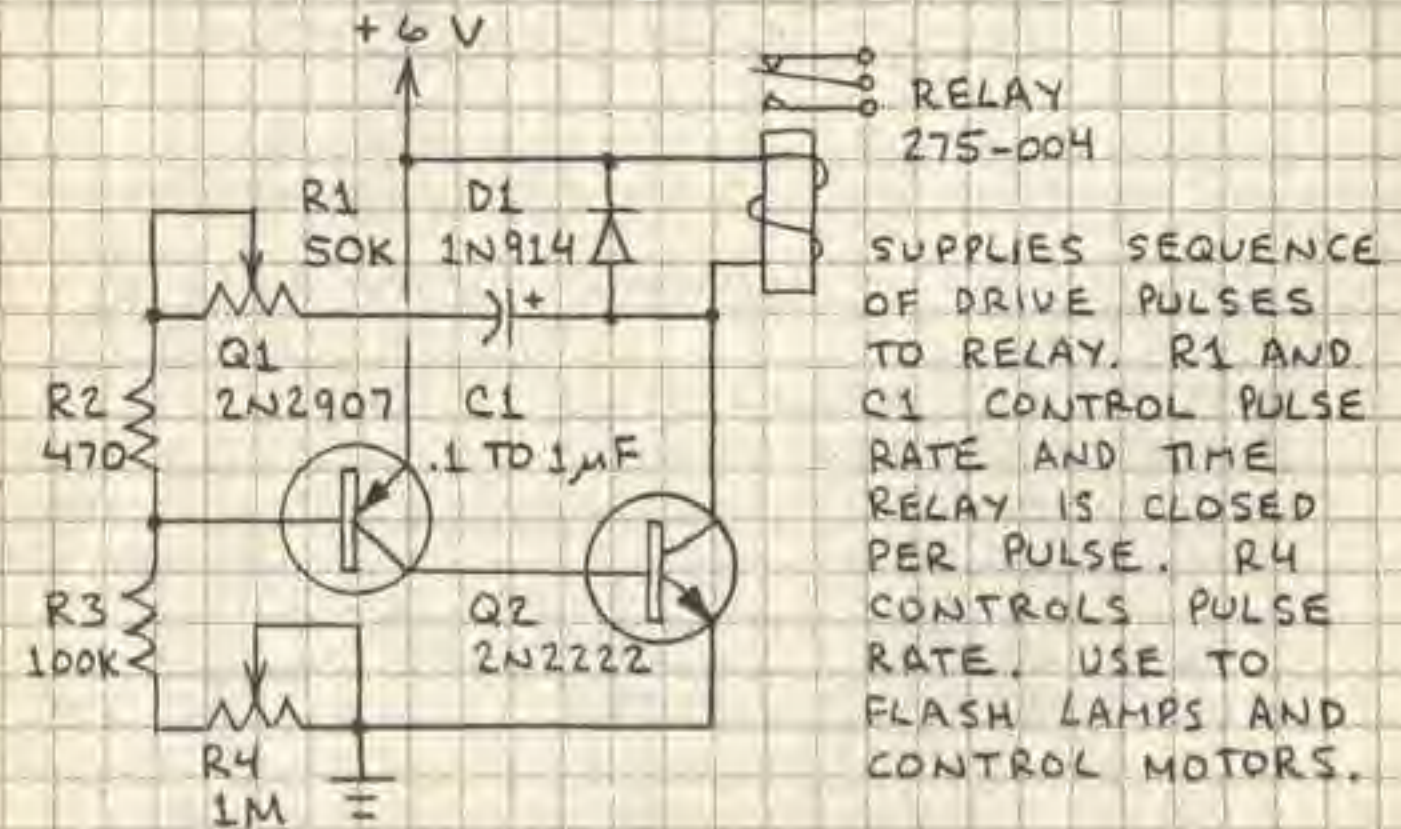 + 6 V
RELAY
275-004
R1
50K
D1
1N914
+
Q1
2N2907
R2
470
C1
.1 TO 1µF
R3
100K
Q2
2N2222
R4
1M
SUPPLIES SEQUENCE
OF DRIVE PULSES
TO RELAY. R1 AND
C1 CONTROL PULSE
RATE AND TIME
RELAY IS CLOSED
PER PULSE. R4
CONTROLS PULSE
RATE. USE TO
FLASH LAMPS AND
CONTROL MOTORS.